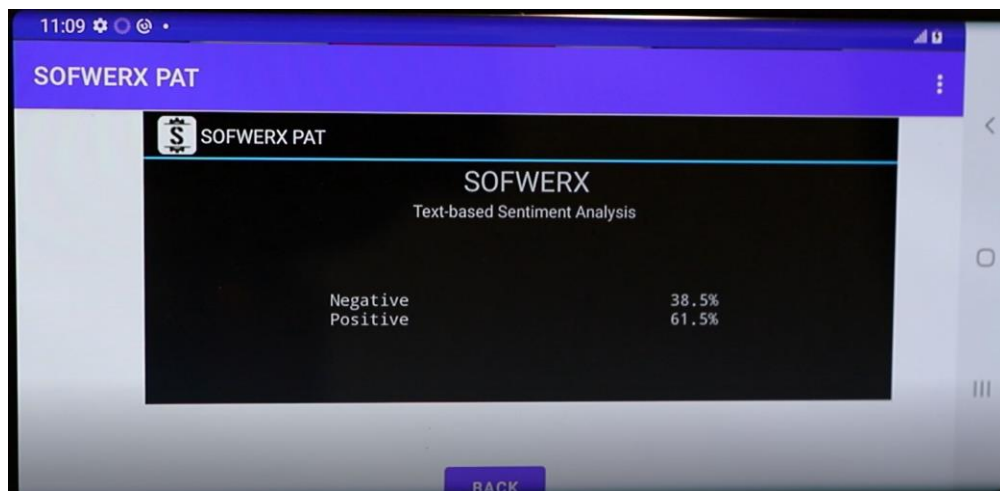 11:09
SOFWERX PAT
S SOFWERX PAT
SOFWERX
Text-based Sentiment Analysis
Negative 38.5%
Positive 61.5%
BACK